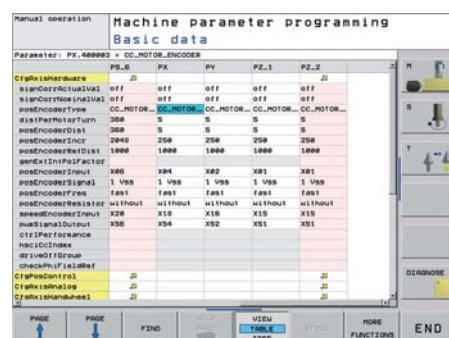 Manual operation
Machine parameter programming
Basic data
Parameter: PX.400003 = CC_MOTOR_ENCODER
PS_6 PX PY PZ_1 PZ_2
CfgAxisHardware
signCorrActualVal off off off off off
signCorrNominalVal off off off off off
posEncoderType CC_MOTOR... CC_MOTOR... CC_MOTOR... CC_MOTOR... CC_MOTOR...
distPerMotorTurn 360 5 5 5 5
posEncoderDist 360 5 5 5 5
posEncoderIncr 2048 250 250 250 250
posEncoderRefDist 1000 1000 1000 1000 1000
genExtIntPolFactor
posEncoderInput X06 X04 X02 X01 X01
posEncoderSignal 1 Vss 1 Vss 1 Vss 1 Vss 1 Vss
posEncoderFreq fast fast fast fast fast
posEncoderResistor without without without without without
speedEncoderInput X20 X18 X16 X15 X15
pwmSignalOutput X56 X54 X52 X51 X51
ctrlPerformance
hsciCcIndex
driveOffGroup
checkPhiFieldRef
CfgPosControl
CfgAxisAnalog
CfgAxisHandwheel
M
S
T
DIAGNOSE
PAGE
PAGE
FIND
VIEW
TABLE
TREE
MORE
FUNCTIONS
END